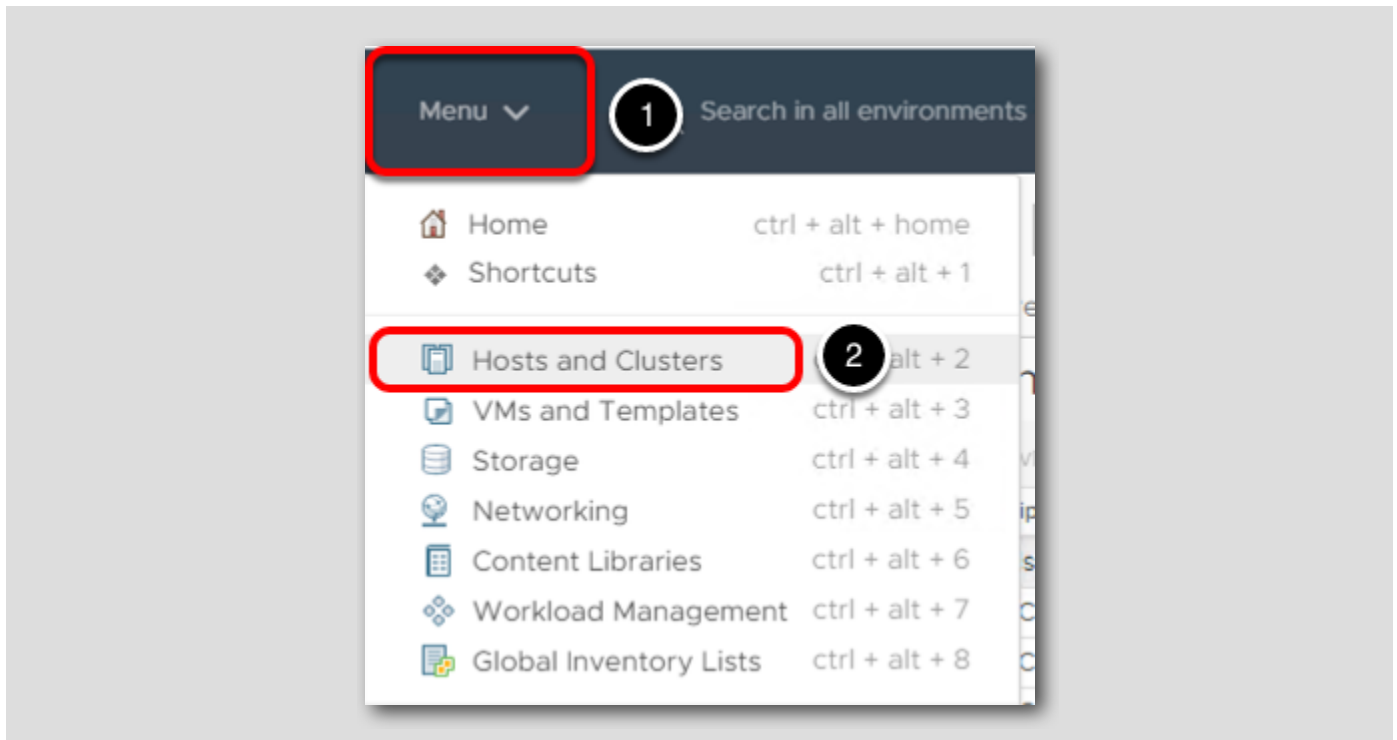 Menu 1 Search in all environments
Home ctrl + alt + home
Shortcuts ctrl + alt + 1
Hosts and Clusters 2 alt + 2
VMs and Templates ctrl + alt + 3
Storage ctrl + alt + 4
Networking ctrl + alt + 5
Content Libraries ctrl + alt + 6
Workload Management ctrl + alt + 7
Global Inventory Lists ctrl + alt + 8